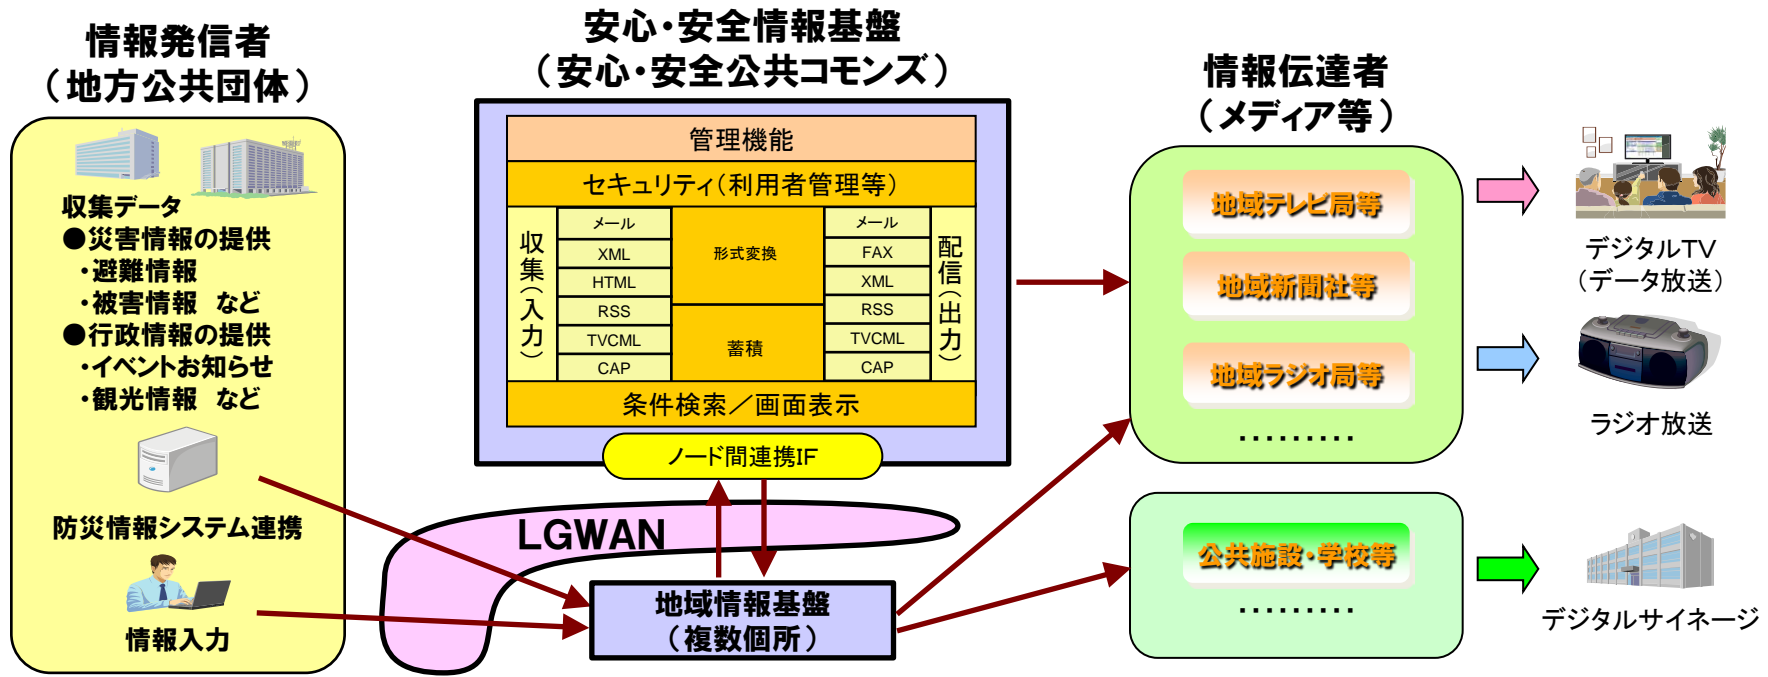 情報発信者
（地方公共団体）
収集データ
●災害情報の提供
・避難情報
・被害情報　など
●行政情報の提供
・イベントお知らせ
・観光情報　など
防災情報システム連携
情報入力
安心・安全情報基盤
（安心・安全公共コモンズ）
管理機能
セキュリティ（利用者管理等）
収集（入力）
メール
XML
HTML
RSS
TVCML
CAP
形式変換
蓄積
メール
FAX
XML
RSS
TVCML
CAP
配信（出力）
条件検索／画面表示
ノード間連携IF
LGWAN
地域情報基盤
（複数個所）
情報伝達者
（メディア等）
地域テレビ局等
地域新聞社等
地域ラジオ局等
………
公共施設・学校等
………
デジタルTV
（データ放送）
ラジオ放送
デジタルサイネージ